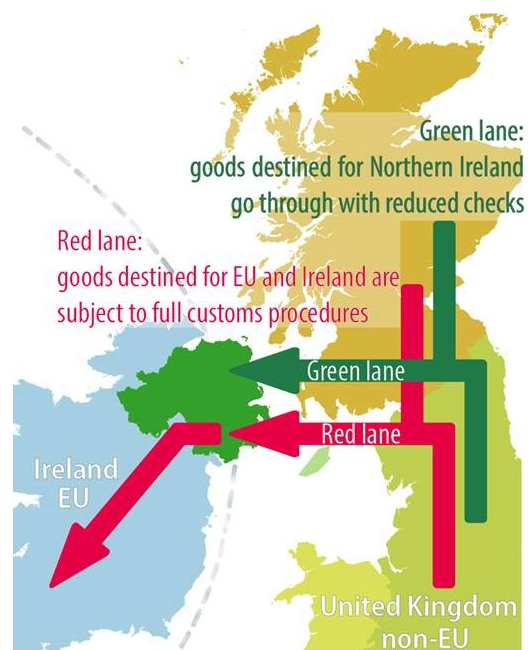 Green lane:
goods destined for Northern Ireland
go through with reduced checks
Red lane:
goods destined for EU and Ireland are
subject to full customs procedures
Green lane
Red lane
Ireland
EU
United Kingdom
non-EU